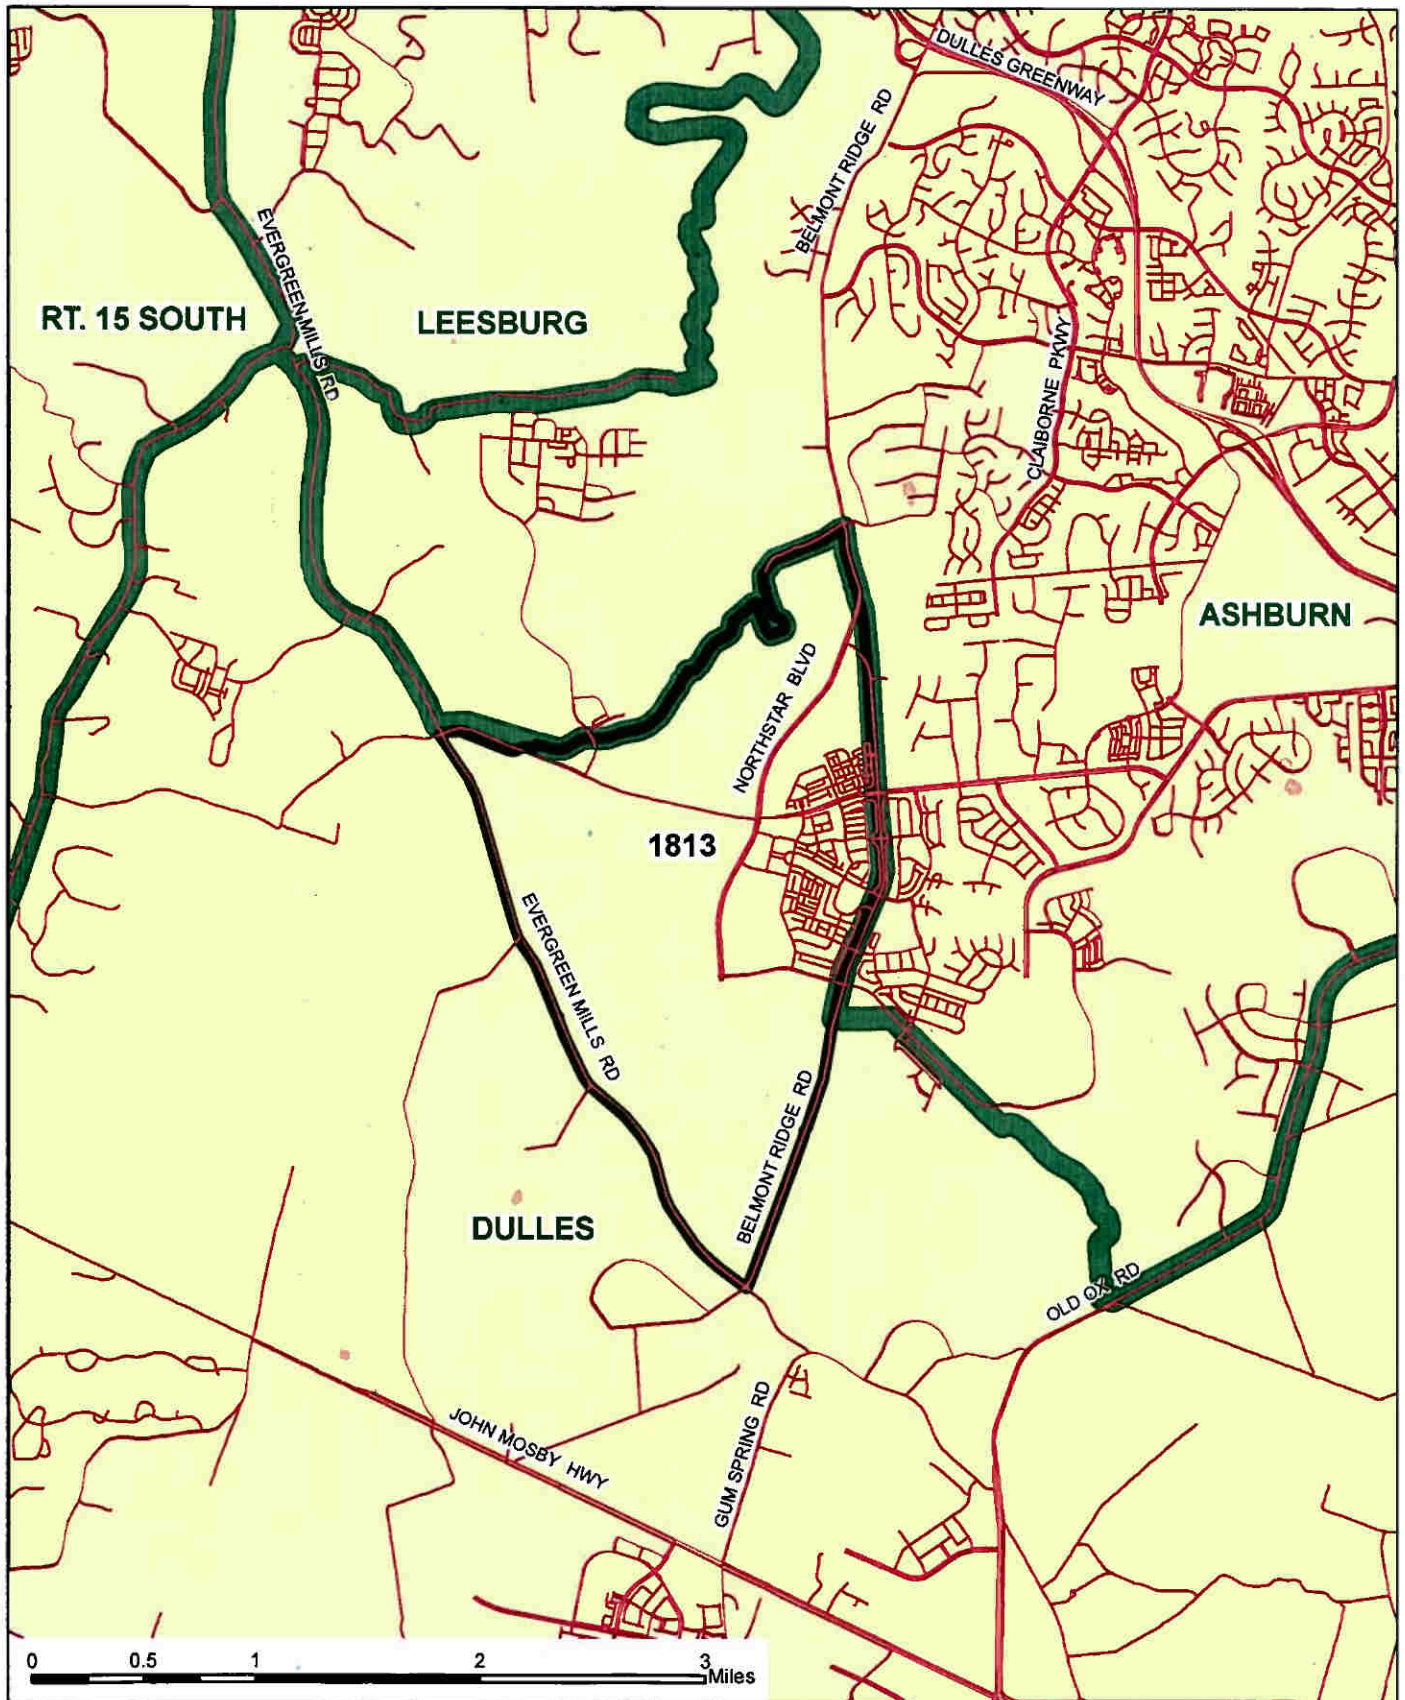 DULLES GREENWAY
BELMONT RIDGE RD
EVERGREEN MILLS RD
RT. 15 SOUTH
LEESBURG
CLAIBORNE PKWY
ASHBURN
NORTHSTAR BLVD
1813
EVERGREEN MILLS RD
BELMONT RIDGE RD
DULLES
OLD OX RD
GUM SPRING RD
JOHN MOSBY HWY
0 0.5 1 2 3
Miles